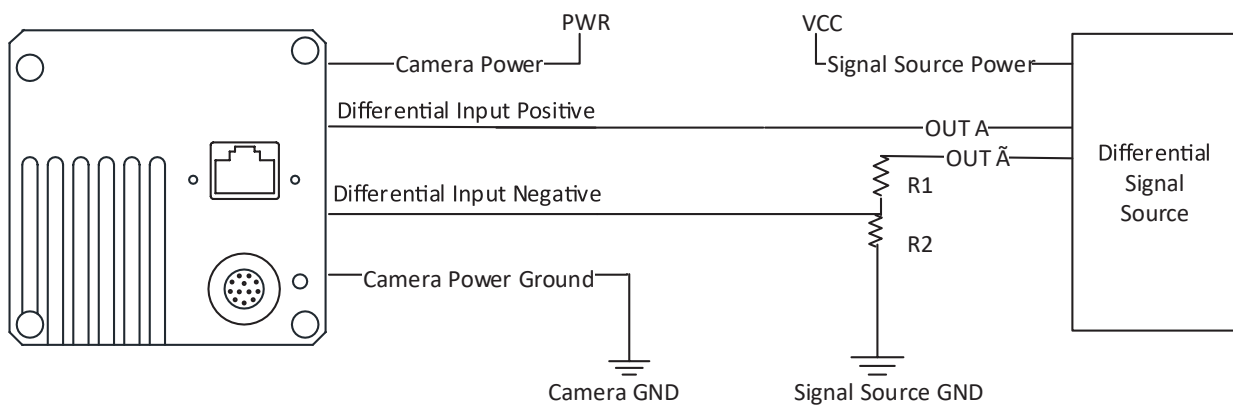 PWR
VCC
Camera Power
Signal Source Power
Differential Input Positive
OUT A
OUT Ã
Differential
Signal
Source
R1
Differential Input Negative
R2
Camera Power Ground
Camera GND
Signal Source GND